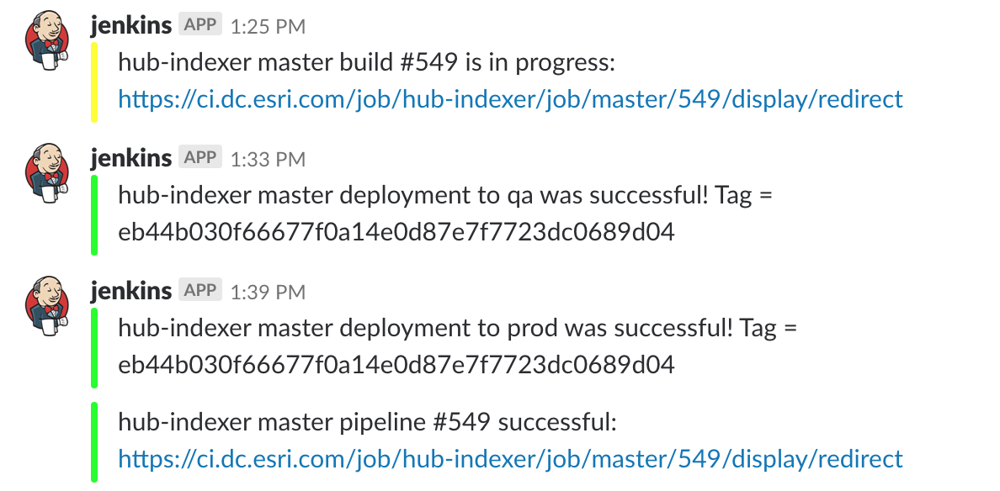 jenkins APP 1:25 PM
hub-indexer master build #549 is in progress:
https://ci.dc.esri.com/job/hub-indexer/job/master/549/display/redirect
jenkins APP 1:33 PM
hub-indexer master deployment to qa was successful! Tag =
eb44b030f66677f0a14e0d87e7f7723dc0689d04
jenkins APP 1:39 PM
hub-indexer master deployment to prod was successful! Tag =
eb44b030f66677f0a14e0d87e7f7723dc0689d04
hub-indexer master pipeline #549 successful:
https://ci.dc.esri.com/job/hub-indexer/job/master/549/display/redirect